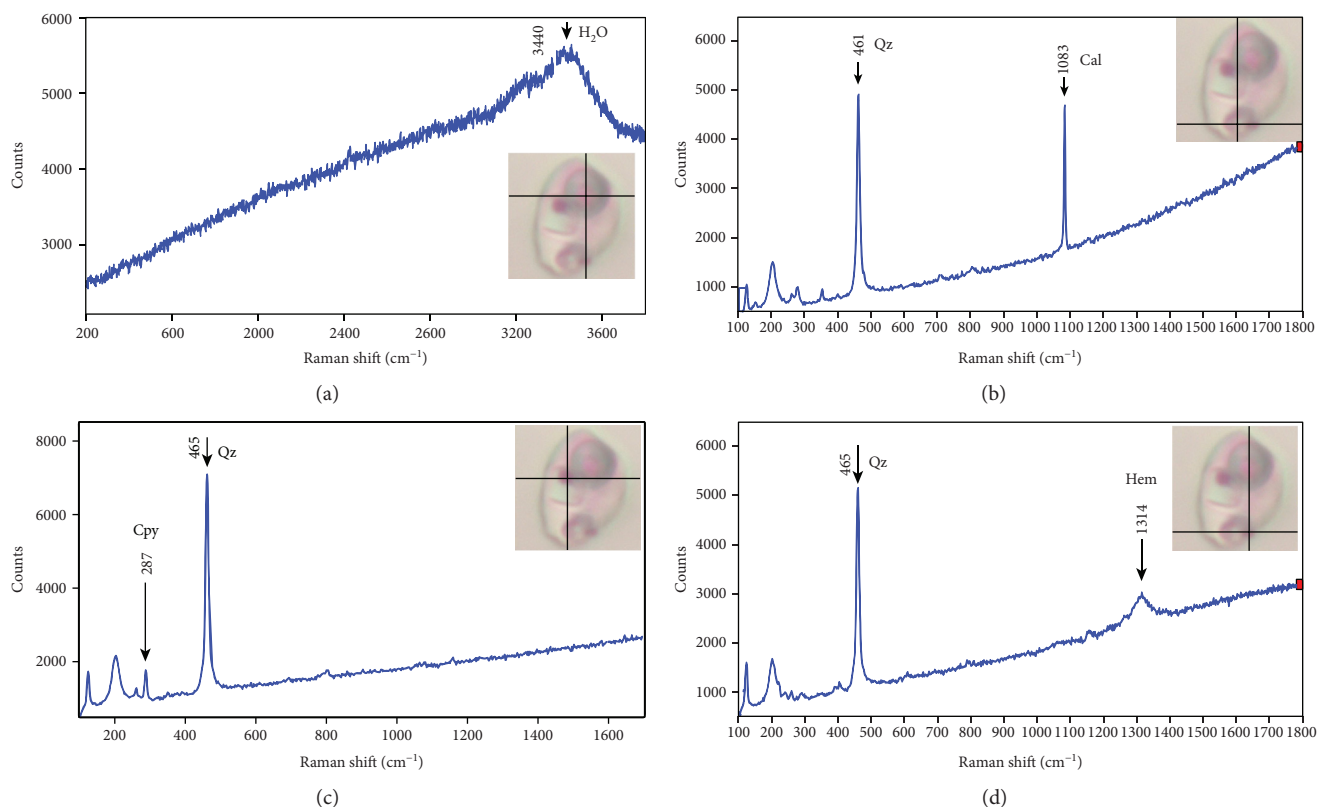 6000
5000
4000
3000
Counts
3440
H₂O
200 600 2000 2400 2600 3200 3600
Raman shift (cm⁻¹)
(a)
6000
5000
4000
3000
2000
1000
Counts
461
Qz
1083
Cal
100 200 300 400 500 600 700 800 900 1000 1100 1200 1300 1400 1500 1600 1700 1800
Raman shift (cm⁻¹)
(b)
8000
6000
8000
4000
2000
Counts
Cpy
287
465
Qz
200 400 600 800 1000 1200 1400 1600
Raman shift (cm⁻¹)
(c)
6000
5000
4000
3000
2000
1000
Counts
465
Qz
Hem
1314
100 200 300 400 500 600 700 800 900 1000 1100 1200 1300 1400 1500 1600 1700 1800
Raman shift (cm⁻¹)
(d)